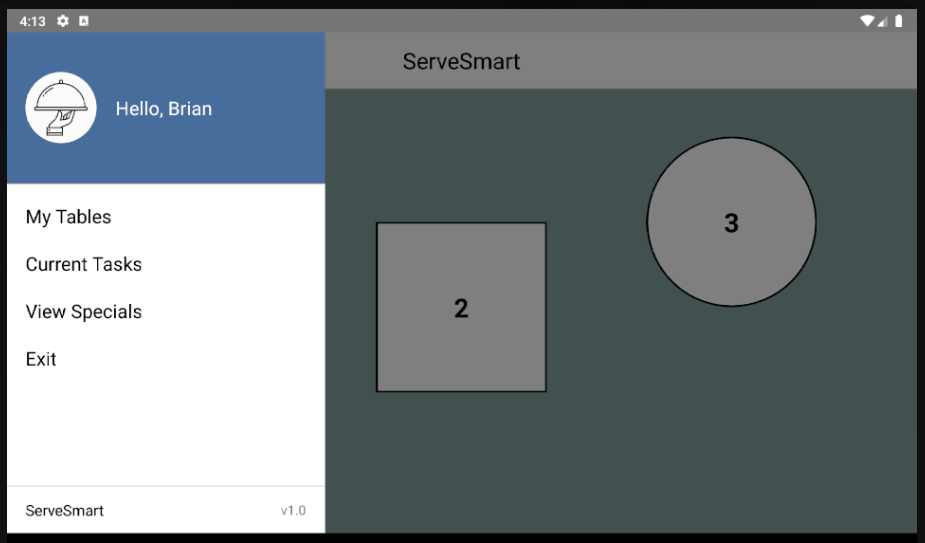 4:13
Hello, Brian
My Tables
Current Tasks
View Specials
Exit
ServeSmart v1.0
ServeSmart
3
2